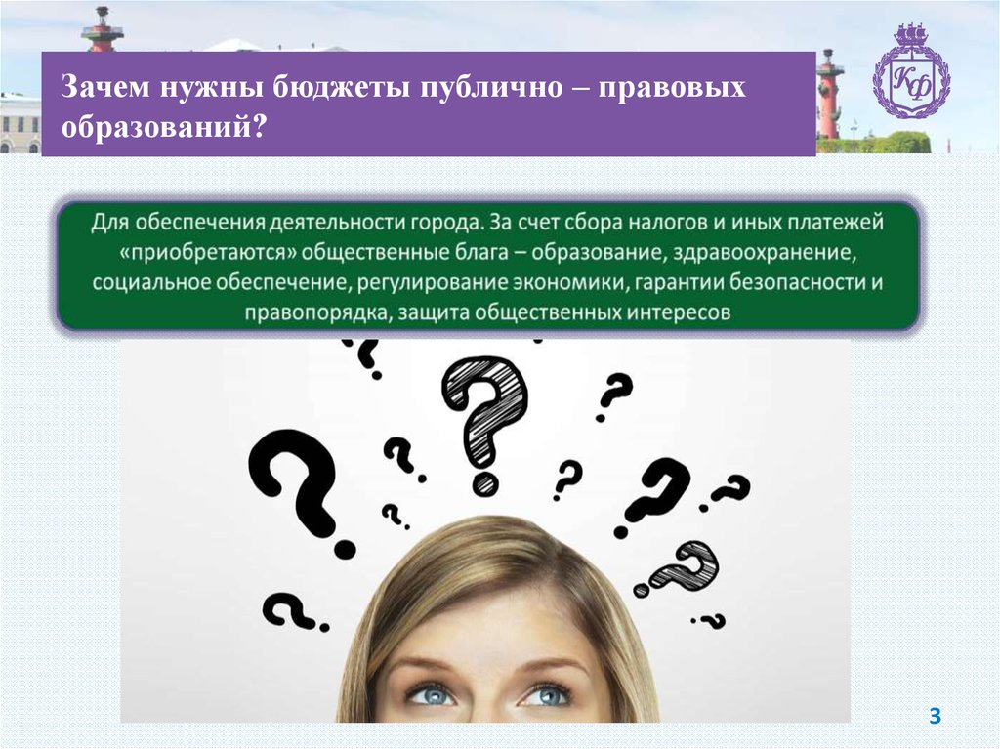 Зачем нужны бюджеты публично – правовых
образований?
КФ
Для обеспечения деятельности города. За счет сбора налогов и иных платежей
«приобретаются» общественные блага – образование, здравоохранение,
социальное обеспечение, регулирование экономики, гарантии безопасности и
правопорядка, защита общественных интересов
? ? ? ? ? ? ? ? ? ? ? ?
3